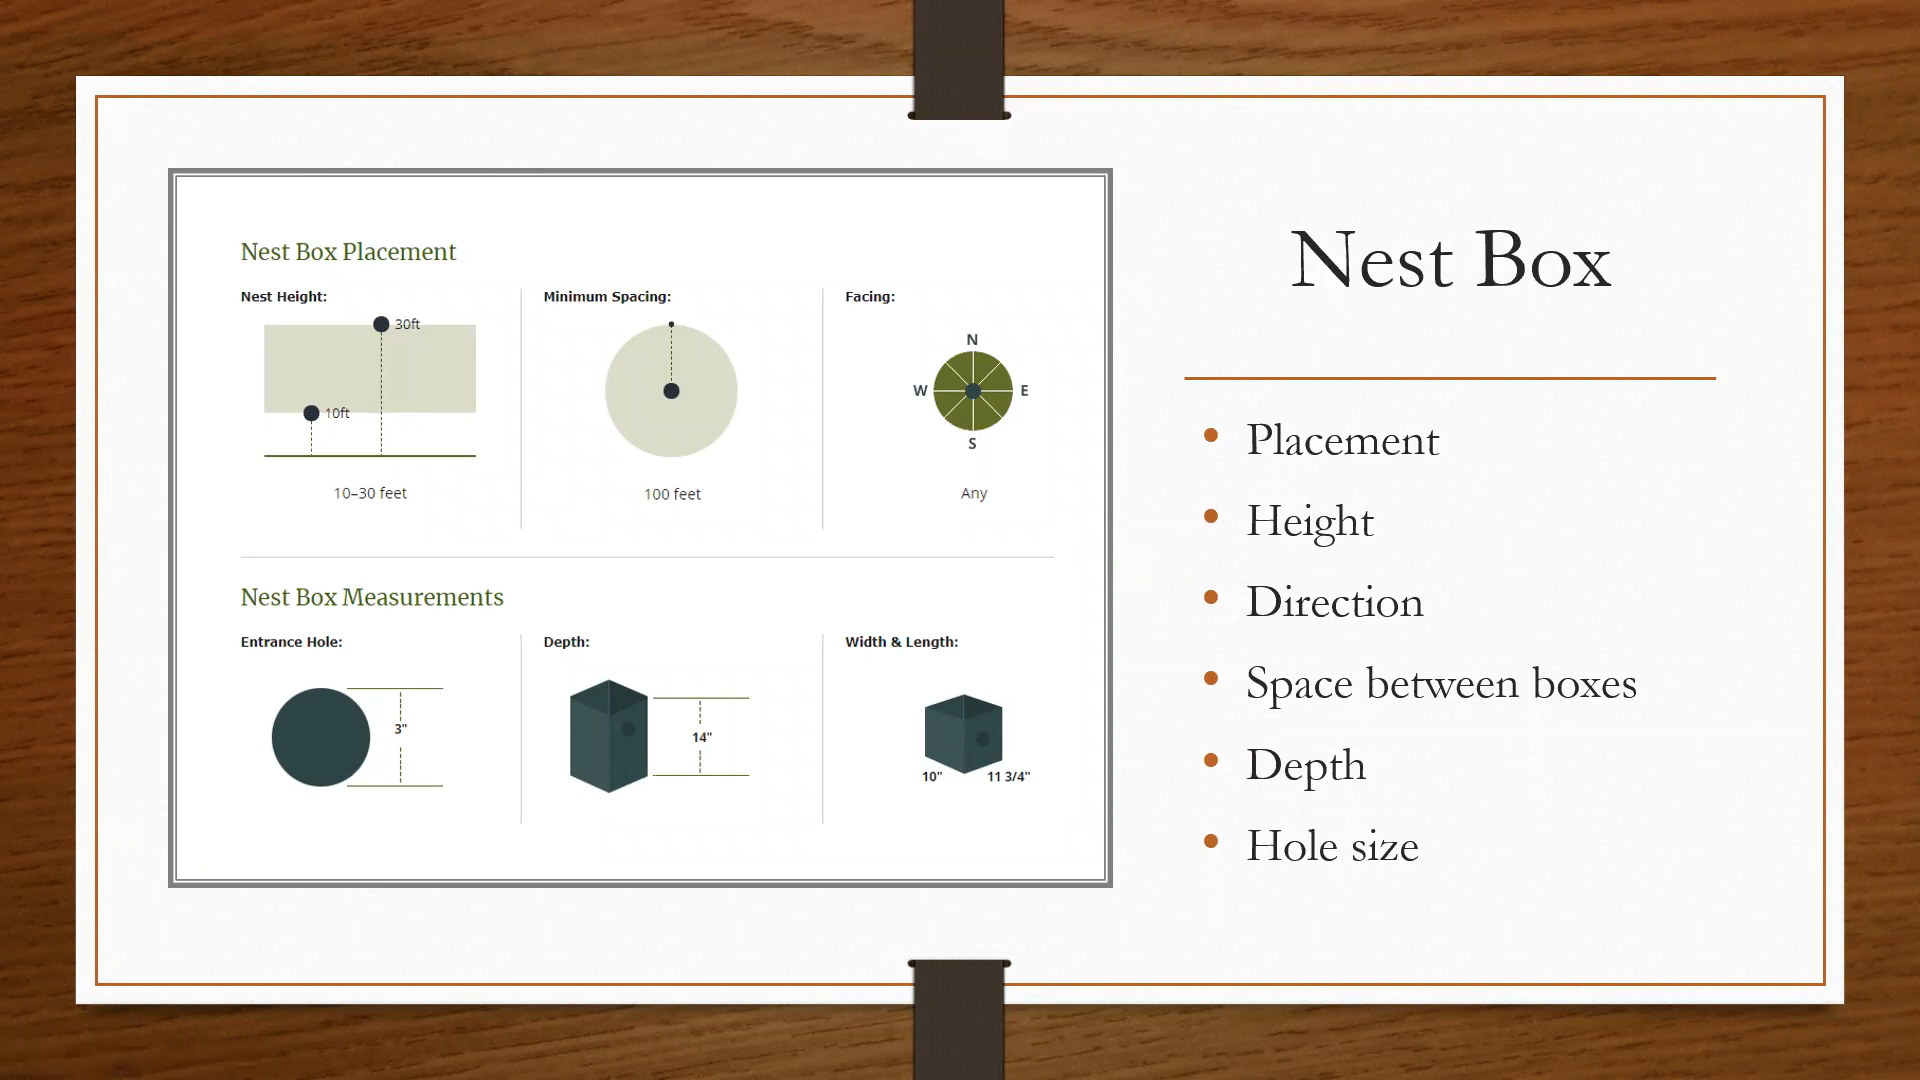 Nest Box Placement
Nest Height:
30ft
10ft
10–30 feet
Minimum Spacing:
100 feet
Facing:
N
W
E
S
Any
Nest Box Measurements
Entrance Hole:
3"
Depth:
14"
Width & Length:
10"
11 3/4"
Nest Box
• Placement
• Height
• Direction
• Space between boxes
• Depth
• Hole size